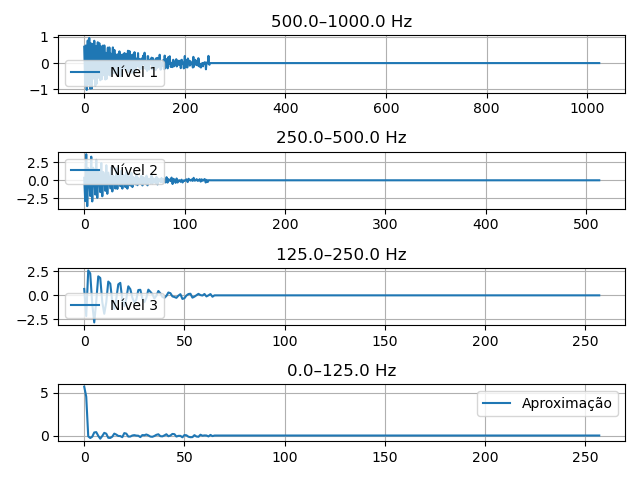 500.0–1000.0 Hz
1
0
−1
Nível 1
0 200 400 600 800 1000
250.0–500.0 Hz
2.5
0.0
−2.5
Nível 2
0 100 200 300 400 500
125.0–250.0 Hz
2.5
0.0
−2.5
Nível 3
0 50 100 150 200 250
0.0–125.0 Hz
5
0
Aproximação
0 50 100 150 200 250